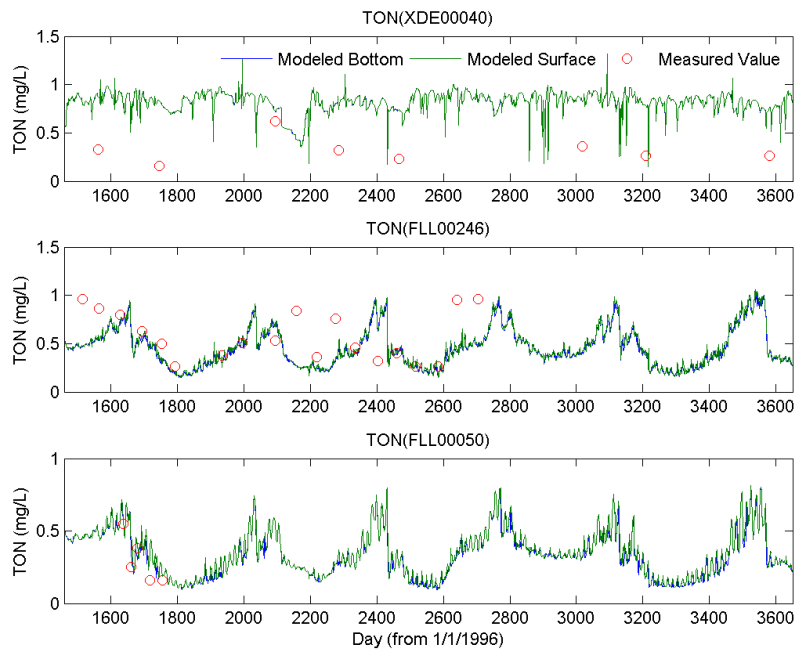 TON(XDE00040)
1.5
1
0.5
0
TON (mg/L)
Modeled Bottom Modeled Surface Measured Value
1600 1800 2000 2200 2400 2600 2800 3000 3200 3400 3600
TON(FLL00246)
1.5
1
0.5
0
TON (mg/L)
1600 1800 2000 2200 2400 2600 2800 3000 3200 3400 3600
TON(FLL00050)
1
0.5
0
TON (mg/L)
1600 1800 2000 2200 2400 2600 2800 3000 3200 3400 3600
Day (from 1/1/1996)